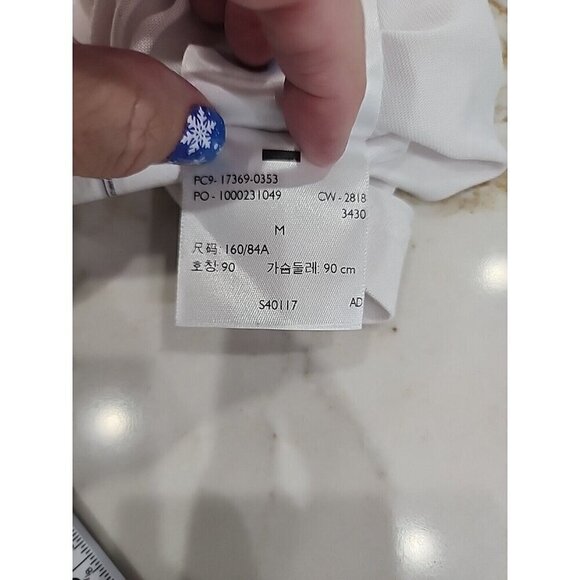 PC9- 17369-0353
PO - 1000231049 CW - 2818
3430
M
尺码: 160/84A
호칭: 90 가슴둘레: 90 cm
S40117 AD